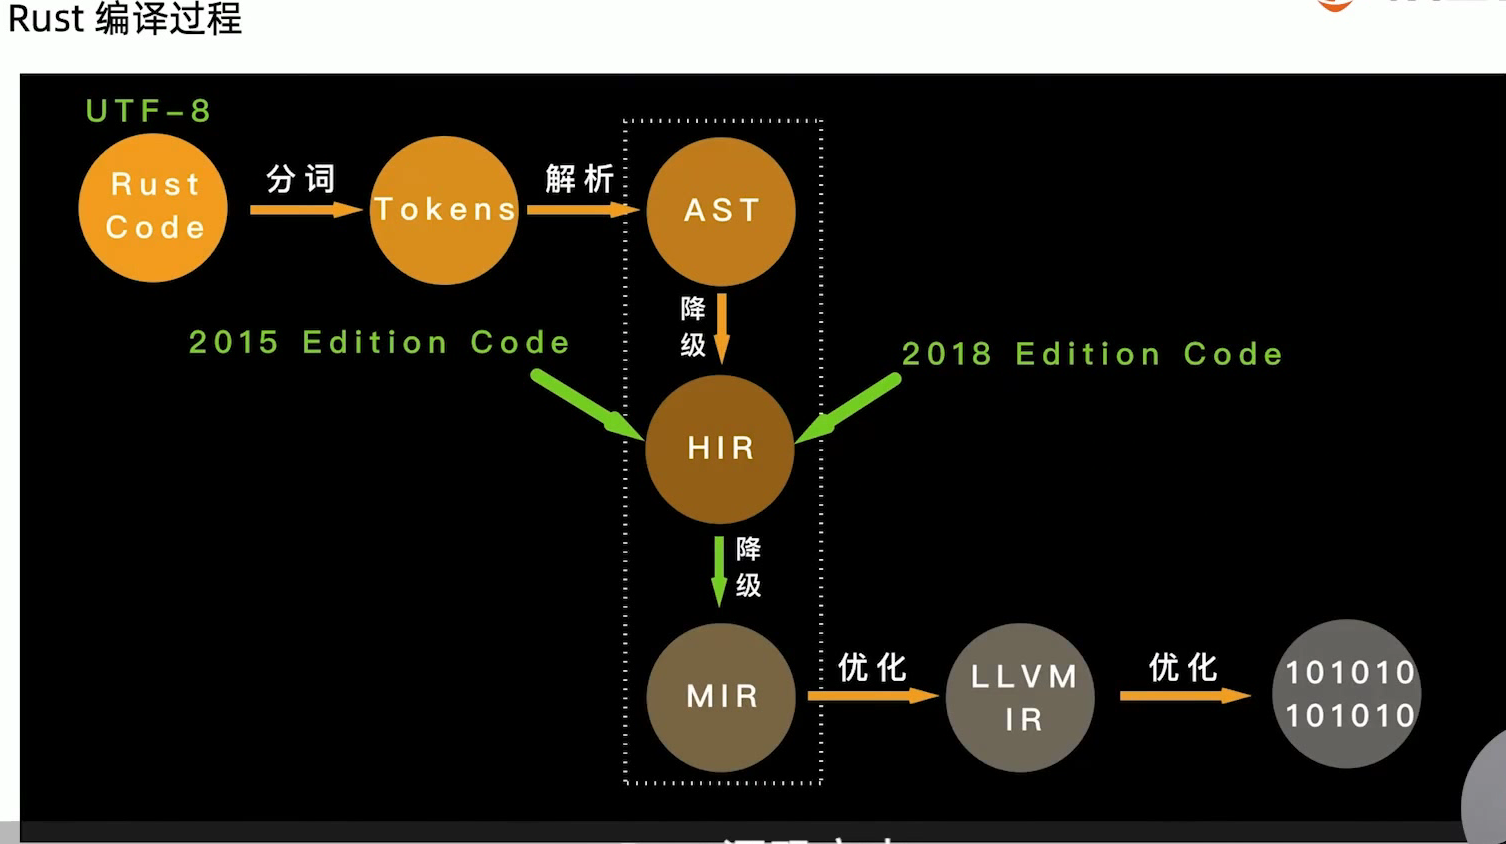 Rust 编译过程
UTF-8
Rust
Code
分词
Tokens
解析
AST
降
级
2015 Edition Code
2018 Edition Code
HIR
降
级
MIR
优化
LLVM
IR
优化
101010
101010